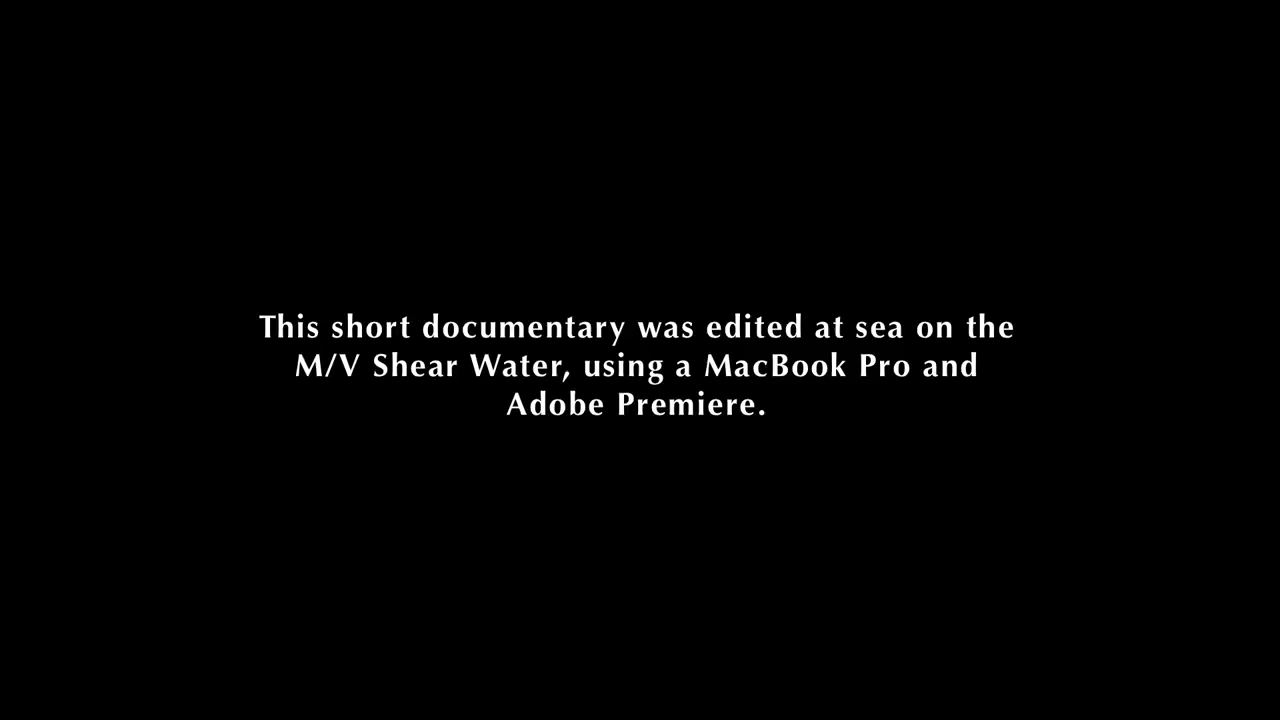 This short documentary was edited at sea on the
M/V Shear Water, using a MacBook Pro and
Adobe Premiere.